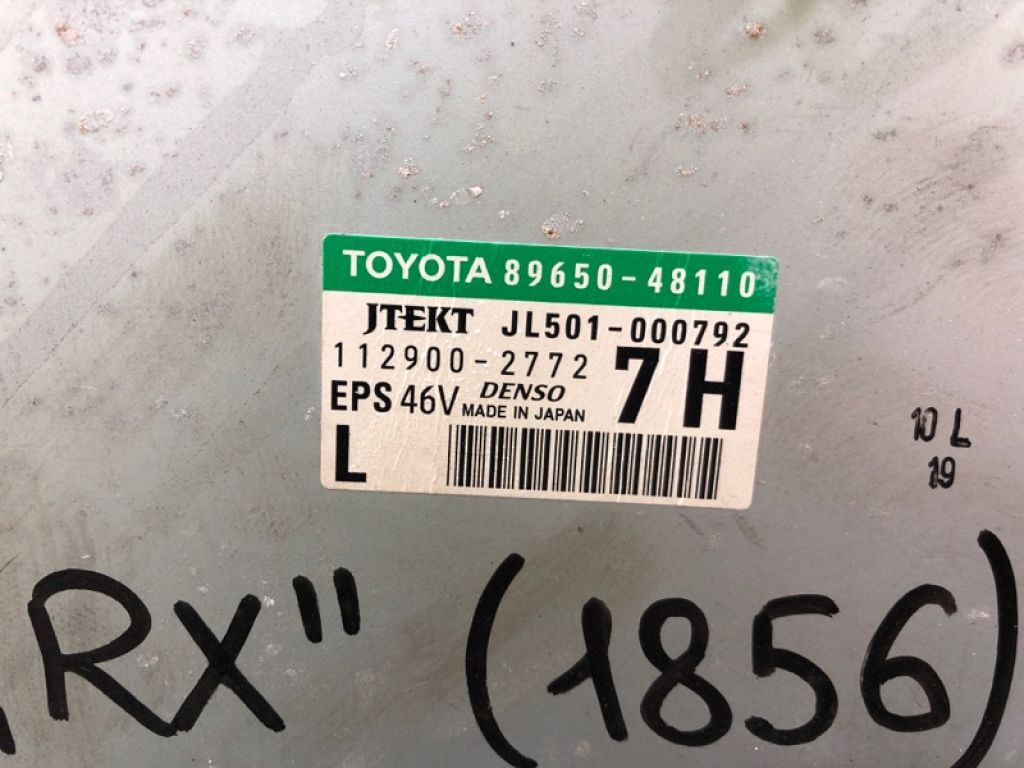 TOYOTA 89650-48110
JTEKT JL501-000792
112900-2772 7H
EPS 46V DENSO
MADE IN JAPAN
L
10 L
19
„RX" (1856)